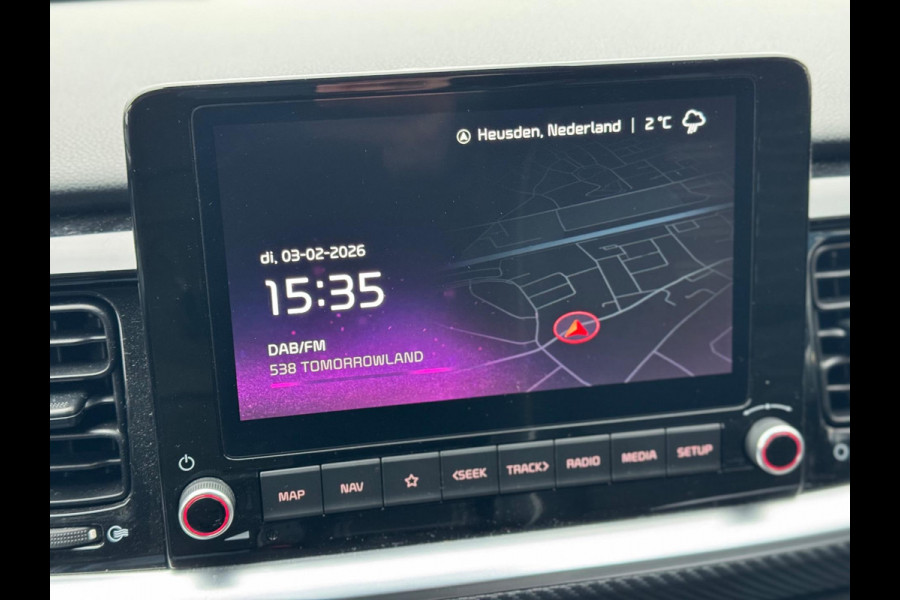 Heusden, Nederland | 2°C
di, 03-02-2026
15:35
DAB/FM
538 TOMORROWLAND
MAP NAV ☆ <SEEK TRACK> RADIO MEDIA SETUP